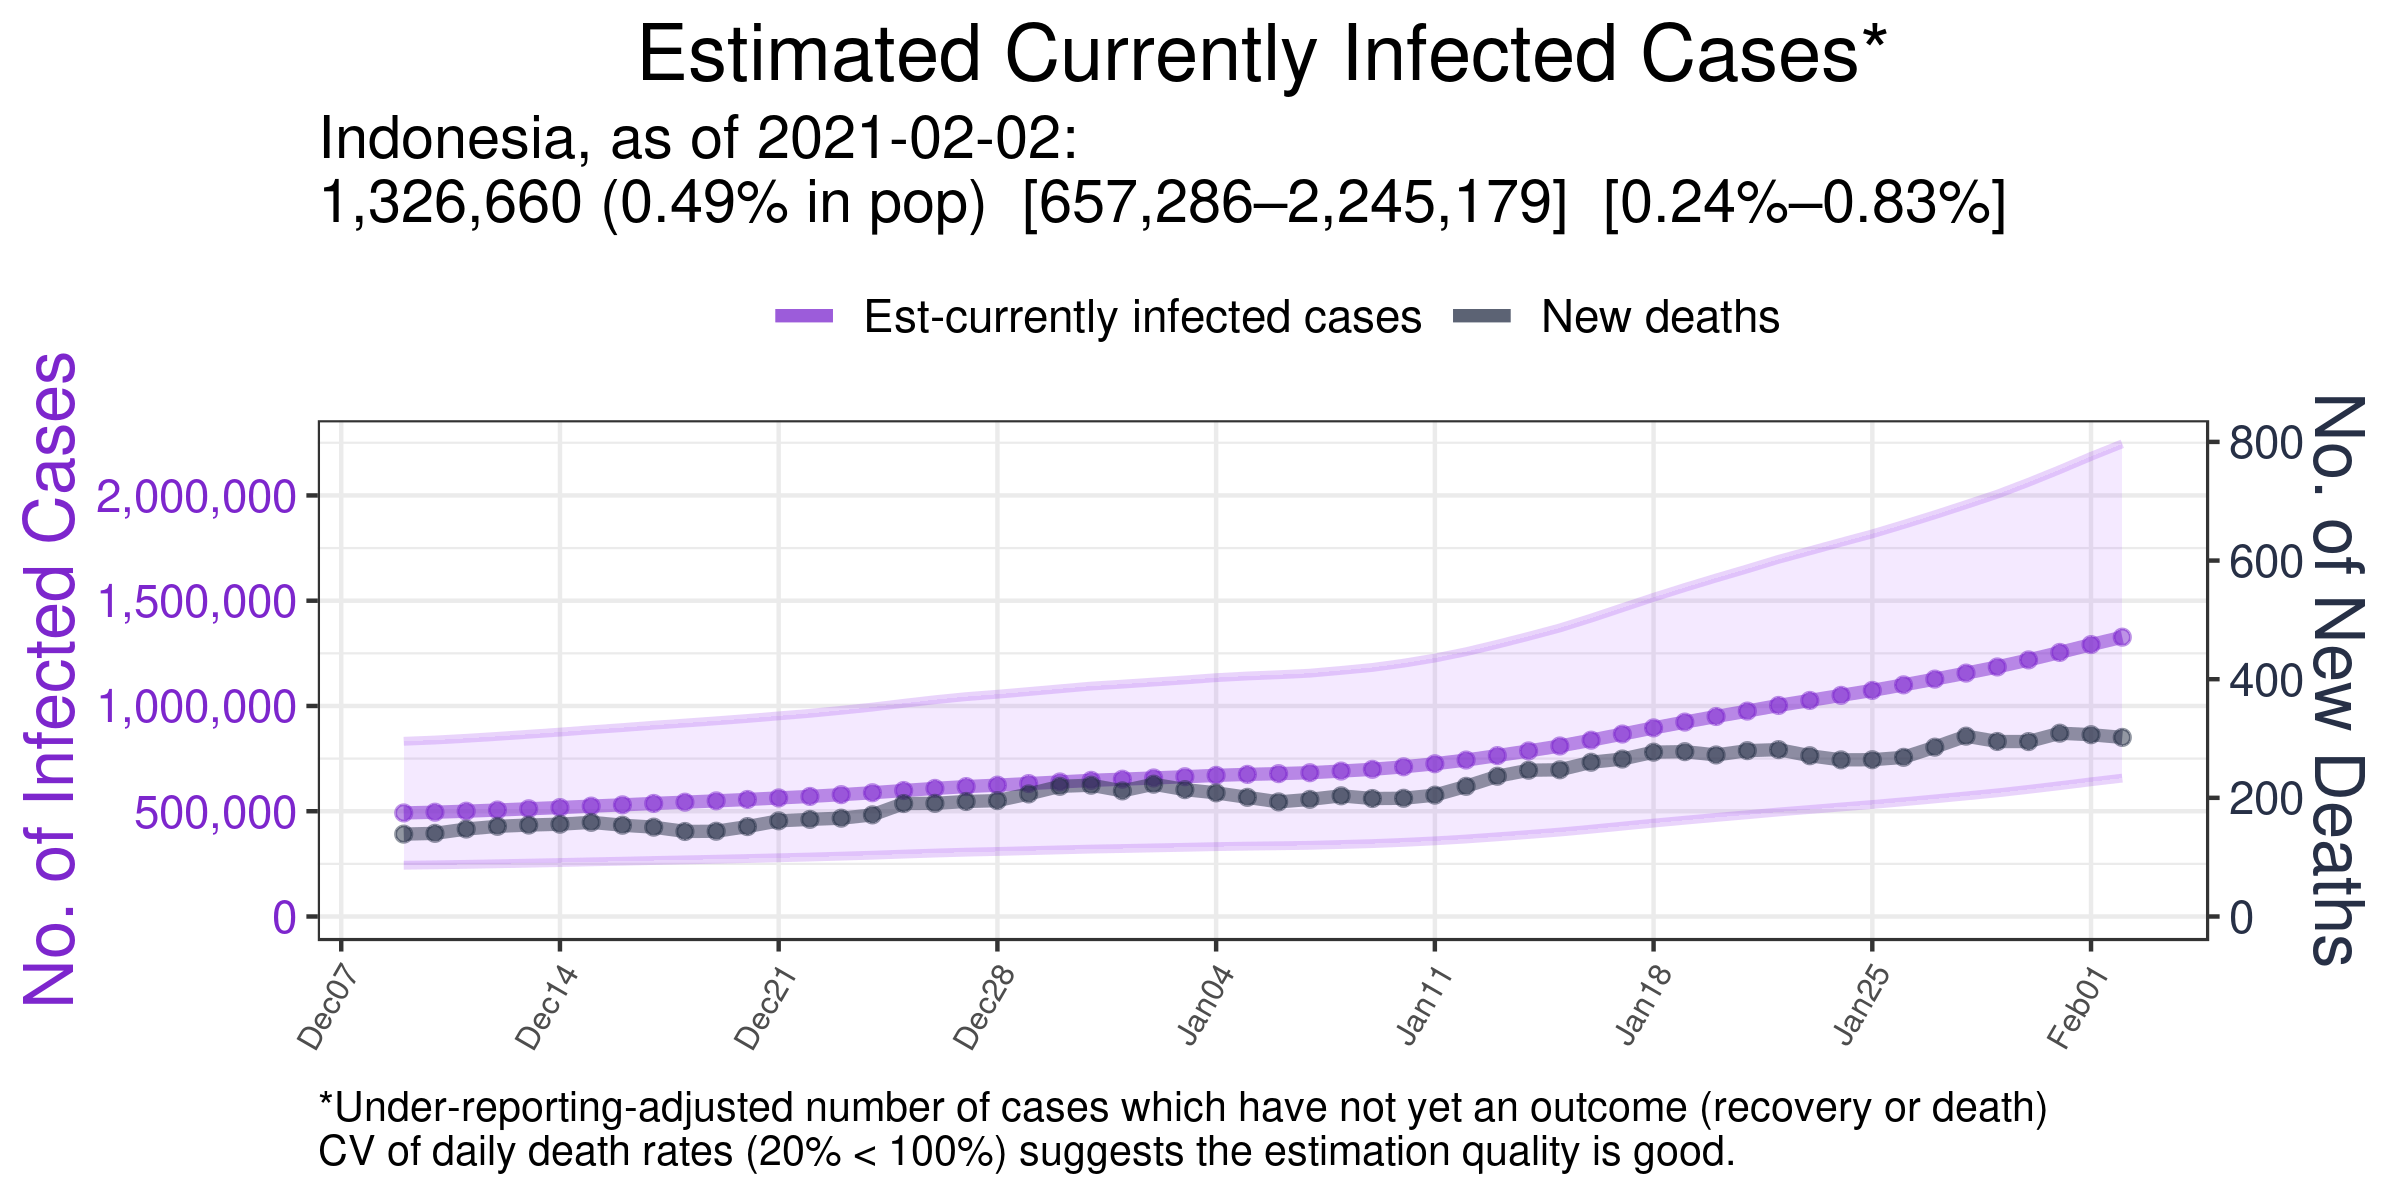 Estimated Currently Infected Cases*
Indonesia, as of 2021-02-02:
1,326,660 (0.49% in pop)  [657,286–2,245,179]  [0.24%–0.83%]
Est-currently infected cases
New deaths
No. of Infected Cases
2,000,000
1,500,000
1,000,000
500,000
0
800
600
400
200
0
No. of New Deaths
Dec07
Dec14
Dec21
Dec28
Jan04
Jan11
Jan18
Jan25
Feb01
*Under-reporting-adjusted number of cases which have not yet an outcome (recovery or death)
CV of daily death rates (20% < 100%) suggests the estimation quality is good.